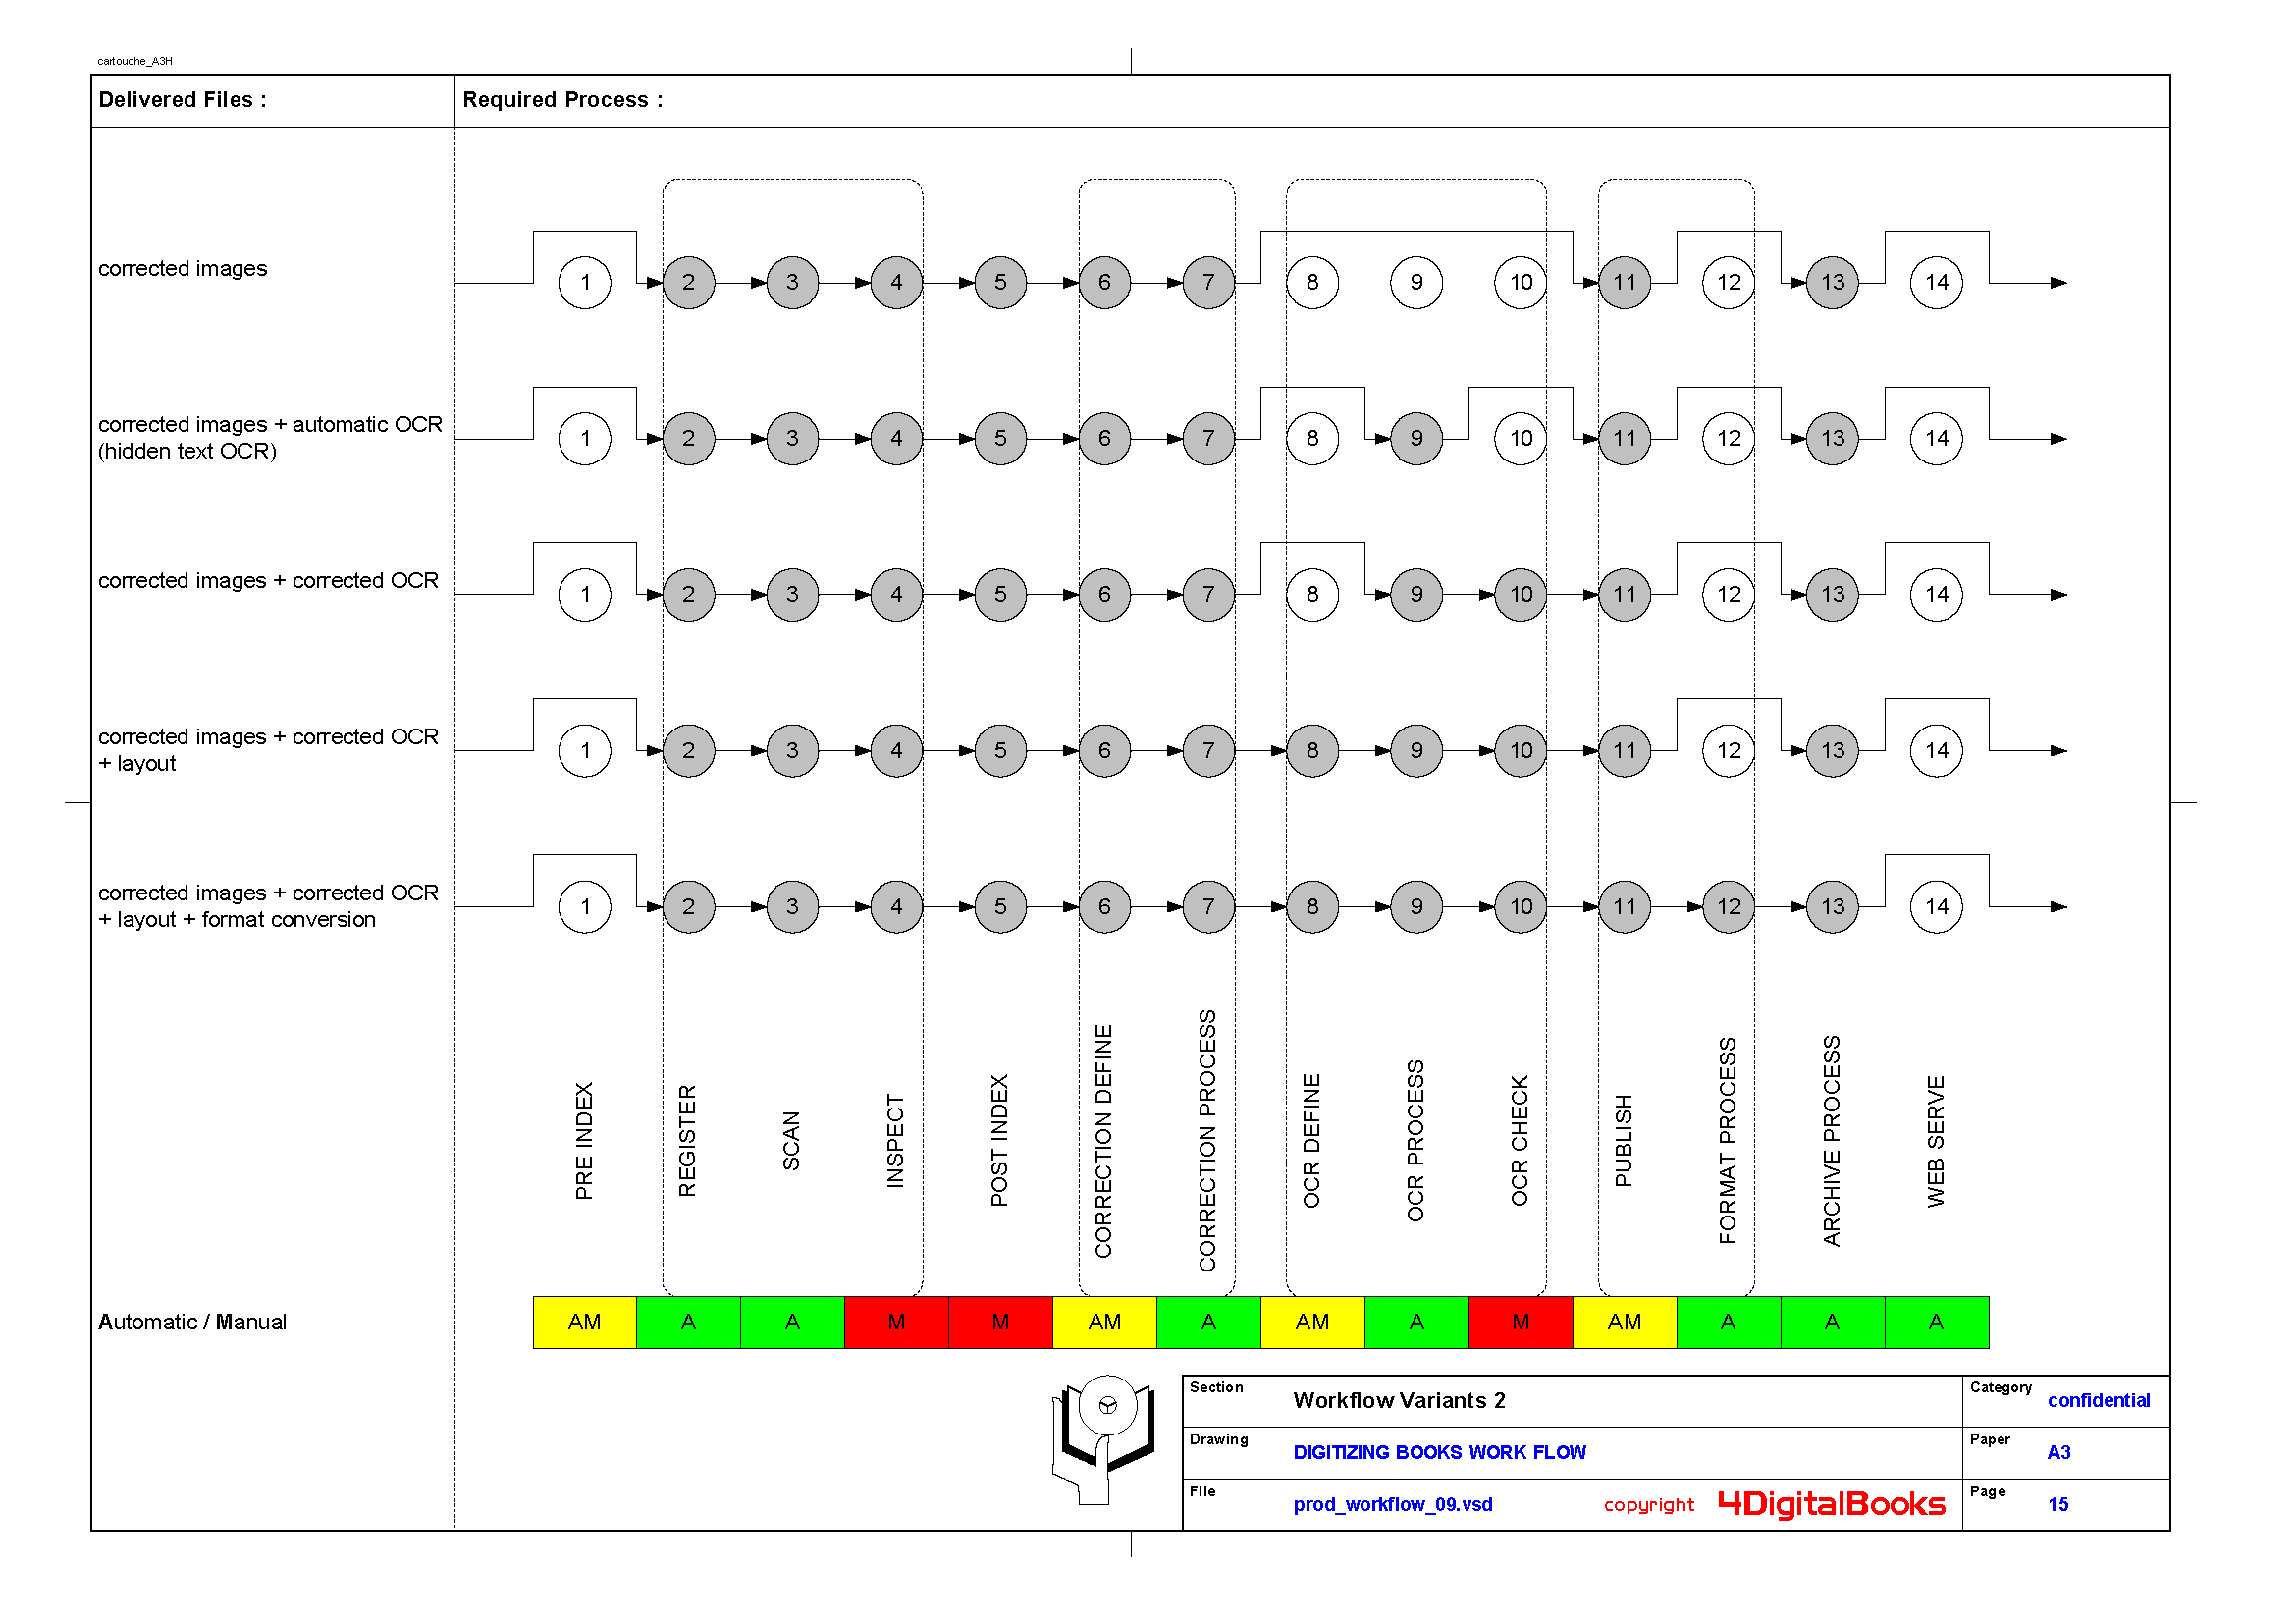 cartouche_A3H
Delivered Files :
Required Process :
corrected images
1 2 3 4 5 6 7 8 9 10 11 12 13 14
corrected images + automatic OCR
(hidden text OCR)
1 2 3 4 5 6 7 8 9 10 11 12 13 14
corrected images + corrected OCR
1 2 3 4 5 6 7 8 9 10 11 12 13 14
corrected images + corrected OCR
+ layout
1 2 3 4 5 6 7 8 9 10 11 12 13 14
corrected images + corrected OCR
+ layout + format conversion
1 2 3 4 5 6 7 8 9 10 11 12 13 14
PRE INDEX
REGISTER
SCAN
INSPECT
POST INDEX
CORRECTION DEFINE
CORRECTION PROCESS
OCR DEFINE
OCR PROCESS
OCR CHECK
PUBLISH
FORMAT PROCESS
ARCHIVE PROCESS
WEB SERVE
Automatic / Manual
AM A A M M AM A AM A M AM A A A
Section
Workflow Variants 2
Category
confidential
Drawing
DIGITIZING BOOKS WORK FLOW
Paper
A3
File
prod_workflow_09.vsd
copyright 4DigitalBooks
Page
15